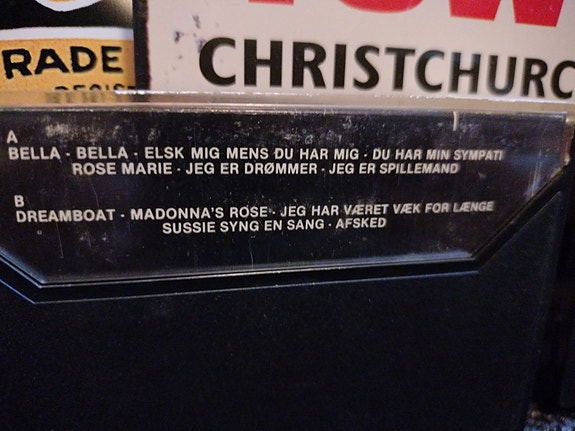 RADE
CHRISTCHURC
A
BELLA - BELLA - ELSK MIG MENS DU HAR MIG - DU HAR MIN SYMPATI
ROSE MARIE - JEG ER DRØMMER - JEG ER SPILLEMAND
B
DREAMBOAT - MADONNA'S ROSE - JEG HAR VÆRET VÆK FOR LÆNGE
SUSSIE SYNG EN SANG - AFSKED